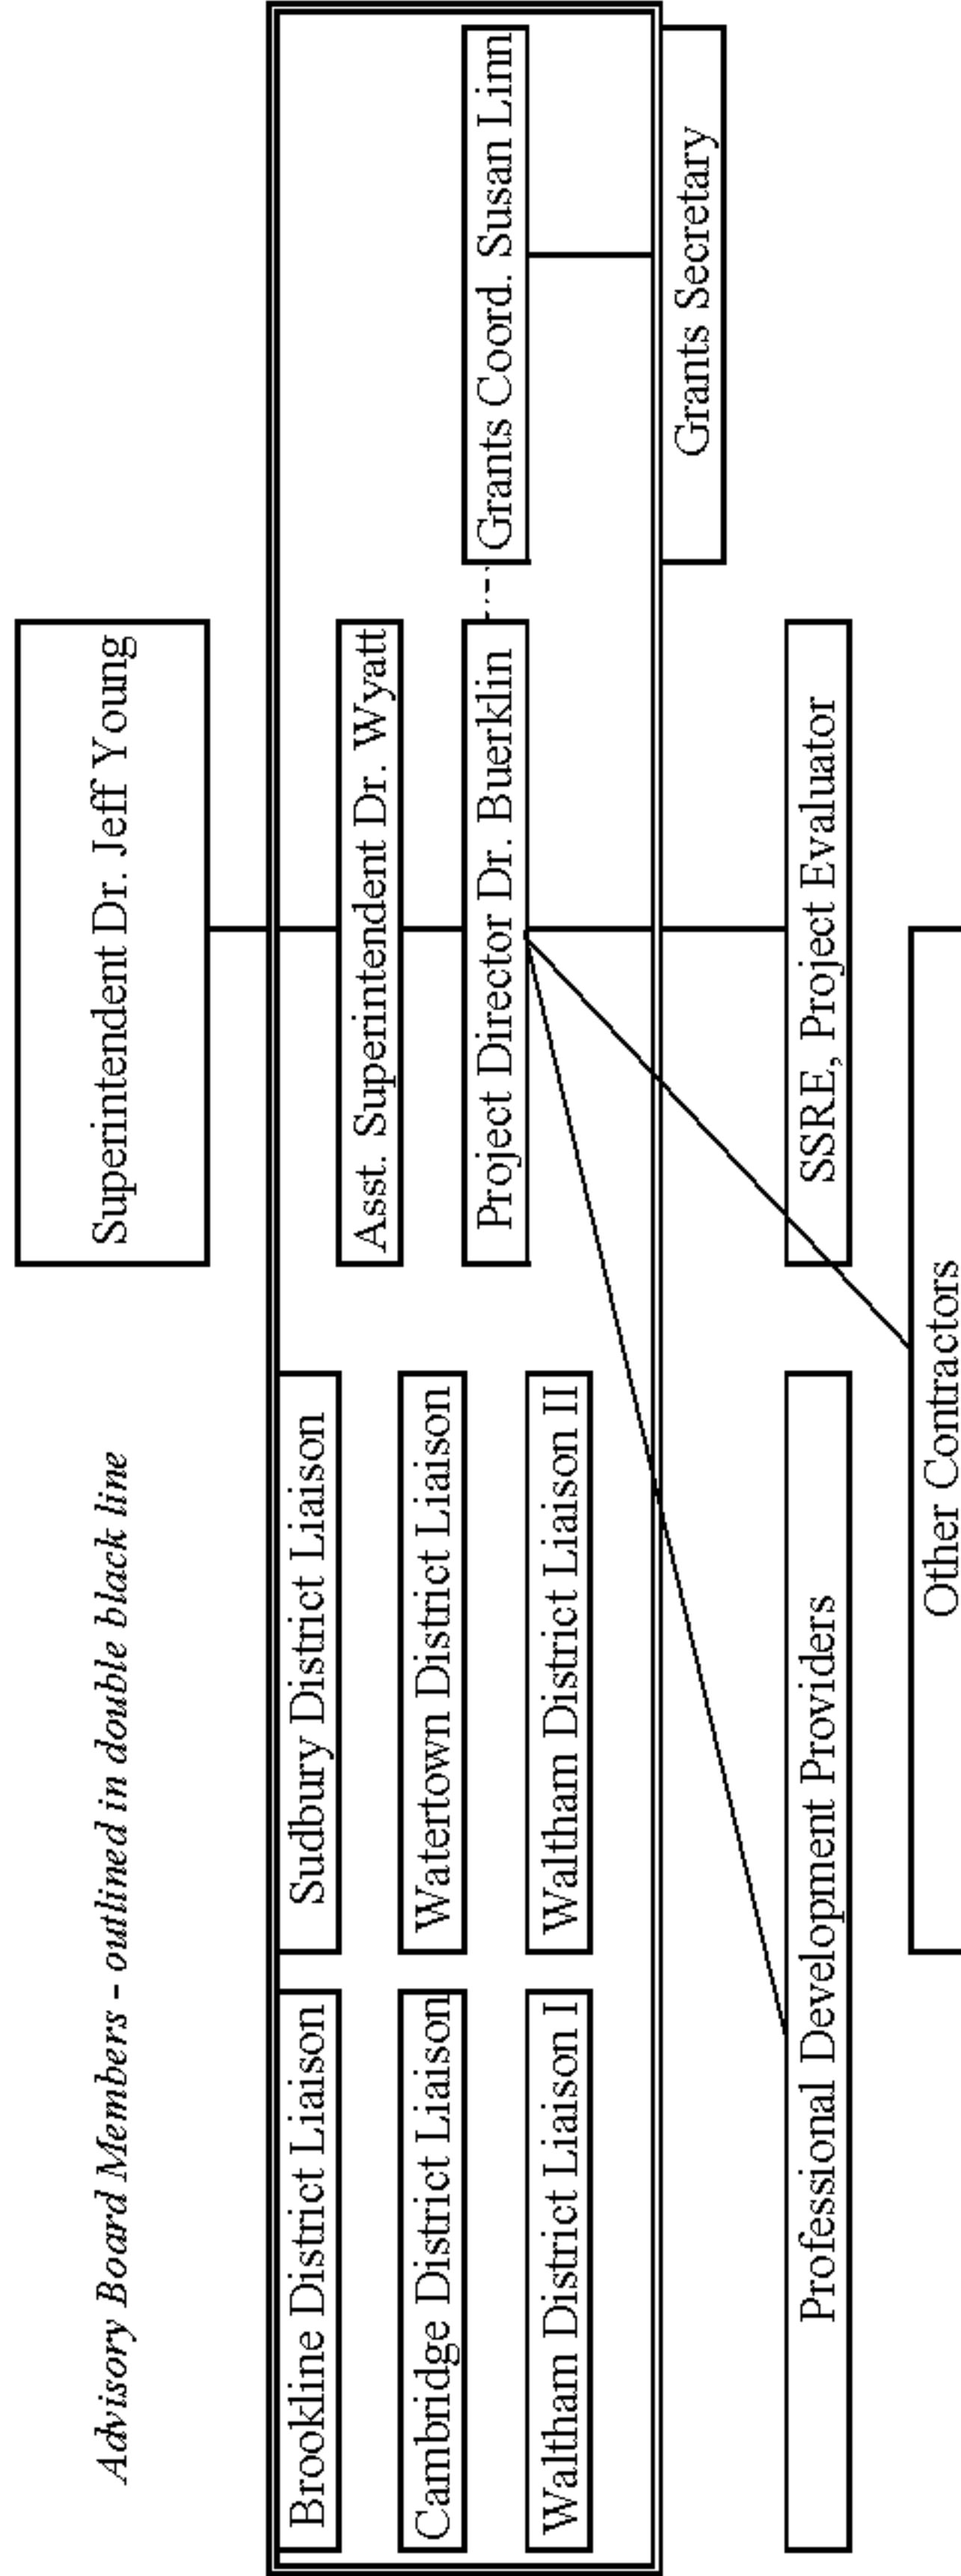 Advisory Board Members - outlined in double black line
Superintendent Dr. Jeff Young
Brookline District Liaison
Sudbury District Liaison
Asst. Superintendent Dr. Wyatt
Cambridge District Liaison
Watertown District Liaison
Project Director Dr. Buerklin
Grants Coord. Susan Linn
Waltham District Liaison I
Waltham District Liaison II
Grants Secretary
Professional Development Providers
SSRE, Project Evaluator
Other Contractors